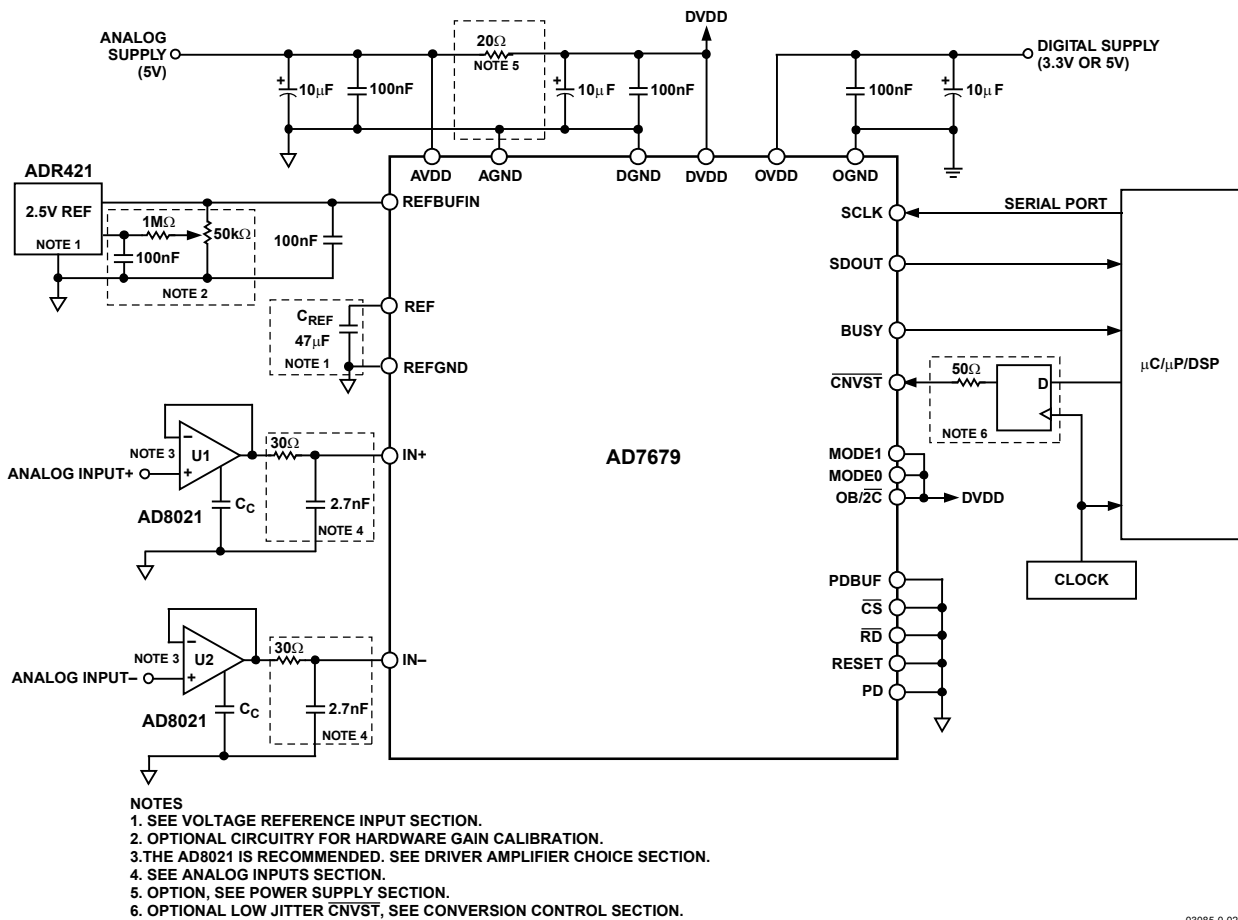 DVDD
ANALOG
SUPPLY
(5V)
20Ω
NOTE 5
DIGITAL SUPPLY
(3.3V OR 5V)
+
10μF
100nF
+
10μF
100nF
100nF
+
10μF
ADR421
2.5V REF
NOTE 1
1MΩ
50kΩ
100nF
100nF
NOTE 2
AVDD
AGND
DGND
DVDD
OVDD
OGND
REFBUFIN
SCLK
SERIAL PORT
SDOUT
CREF
47μF
NOTE 1
REF
BUSY
REFGND
CNVST
50Ω
D
NOTE 6
μC/μP/DSP
NOTE 3
−
U1
+
ANALOG INPUT+
30Ω
IN+
AD7679
MODE1
MODE0
OB/2C
DVDD
CC
AD8021
2.7nF
NOTE 4
CLOCK
PDBUF
CS
RD
RESET
PD
NOTE 3
−
U2
+
ANALOG INPUT−
30Ω
IN−
CC
AD8021
2.7nF
NOTE 4
NOTES
1. SEE VOLTAGE REFERENCE INPUT SECTION.
2. OPTIONAL CIRCUITRY FOR HARDWARE GAIN CALIBRATION.
3.THE AD8021 IS RECOMMENDED. SEE DRIVER AMPLIFIER CHOICE SECTION.
4. SEE ANALOG INPUTS SECTION.
5. OPTION, SEE POWER SUPPLY SECTION.
6. OPTIONAL LOW JITTER CNVST, SEE CONVERSION CONTROL SECTION.